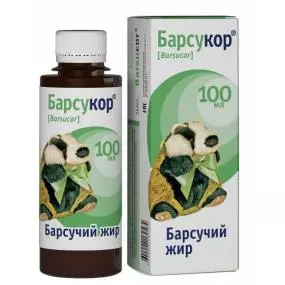 Барсукор®
[Barsucor]
100
мл
Барсучий жир
Барсукор®
[Barsucor]
100
мл
Барсучий
жир